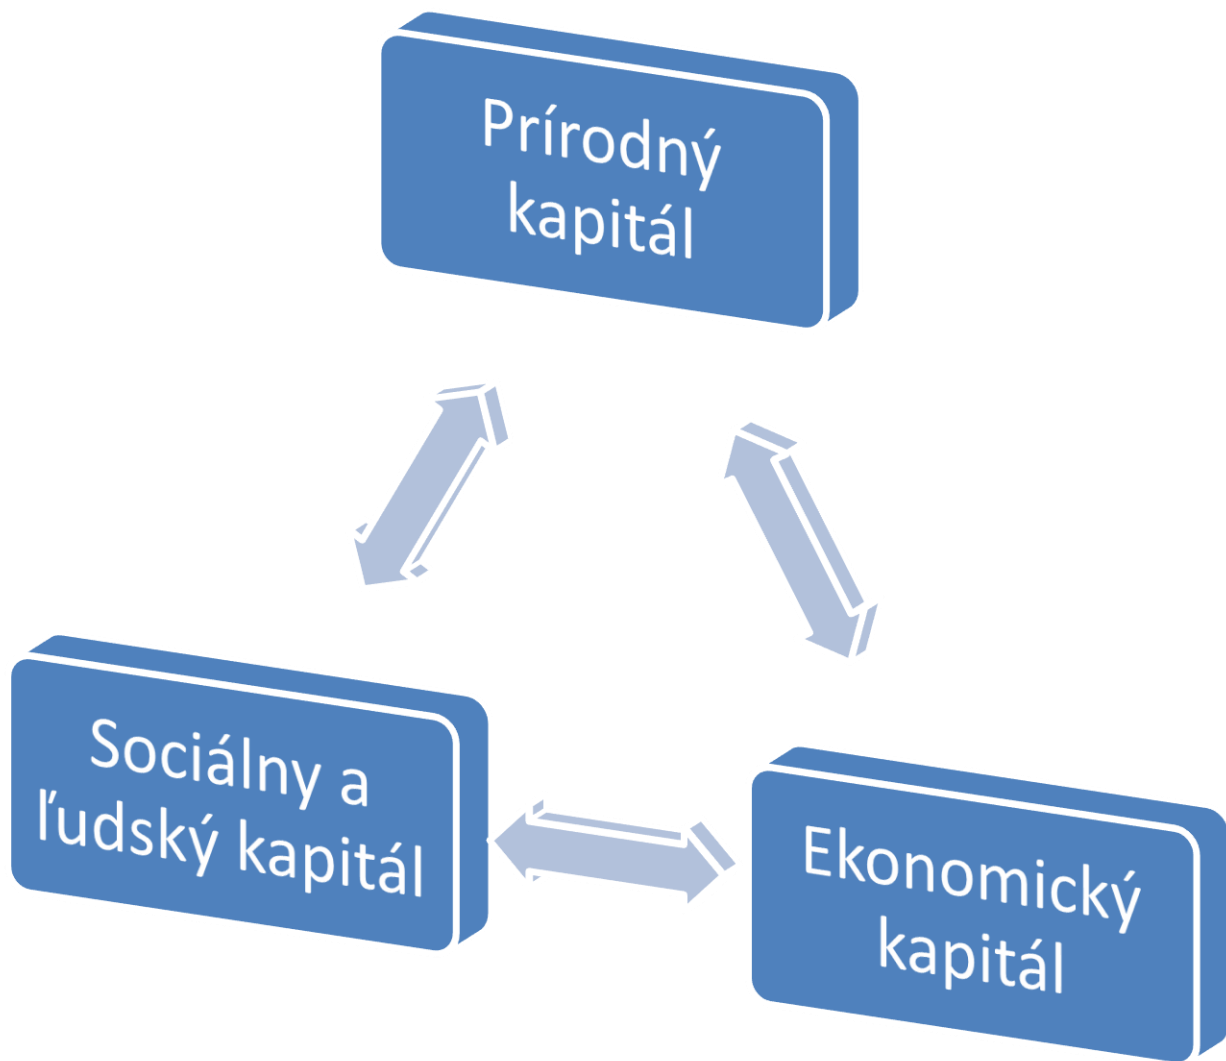 Prírodný
kapitál
Sociálny a
ľudský kapitál
Ekonomický
kapitál